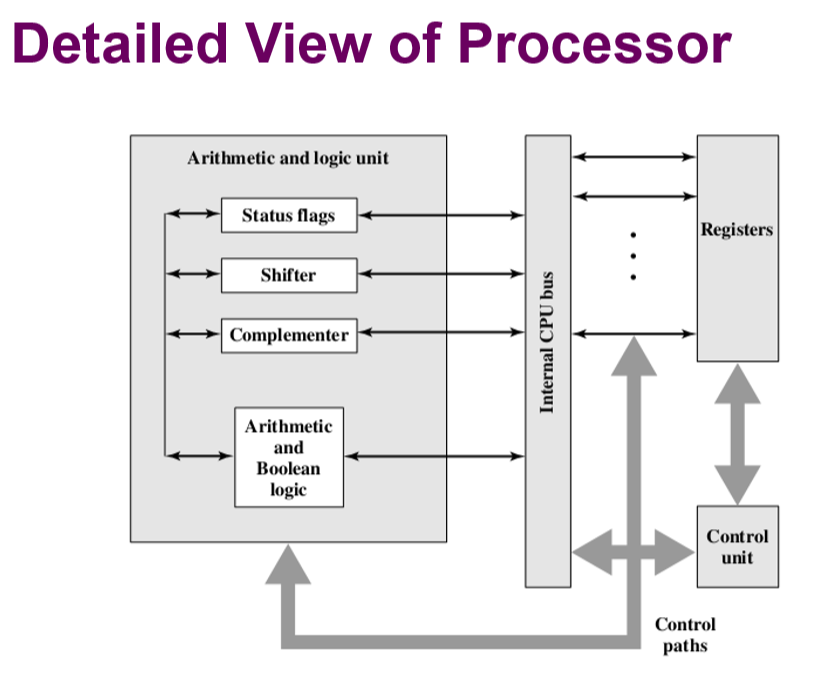 Detailed View of Processor
Arithmetic and logic unit
Status flags
Shifter
Complementer
Arithmetic
and
Boolean
logic
Internal CPU bus
Registers
Control
unit
Control
paths